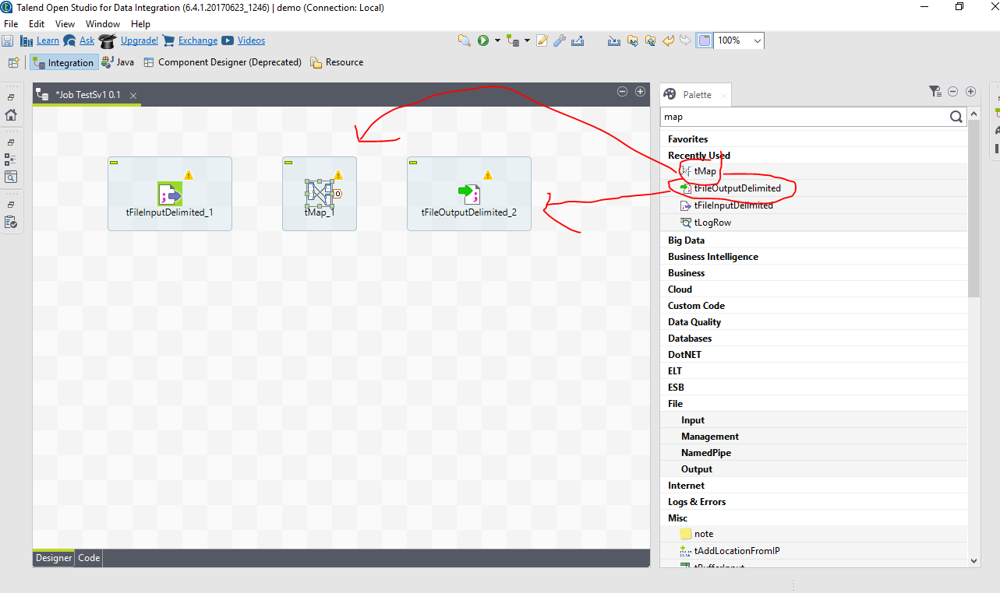 Talend Open Studio for Data Integration (6.4.1.20170623_1246) | demo (Connection: Local)
File Edit View Window Help
Learn Ask Upgrade! Exchange Videos 100%
Integration Java Component Designer (Deprecated) Resource
*Job TestSv1 0.1
Palette
map
Favorites
Recently Used
tMap
tFileOutputDelimited
tFileInputDelimited
tLogRow
tFileInputDelimited_1 tMap_1 tFileOutputDelimited_2
Big Data
Business Intelligence
Business
Cloud
Custom Code
Data Quality
Databases
DotNET
ELT
ESB
File
Input
Management
NamedPipe
Output
Internet
Logs & Errors
Misc
note
tAddLocationFromIP
tBufferInput
Designer Code